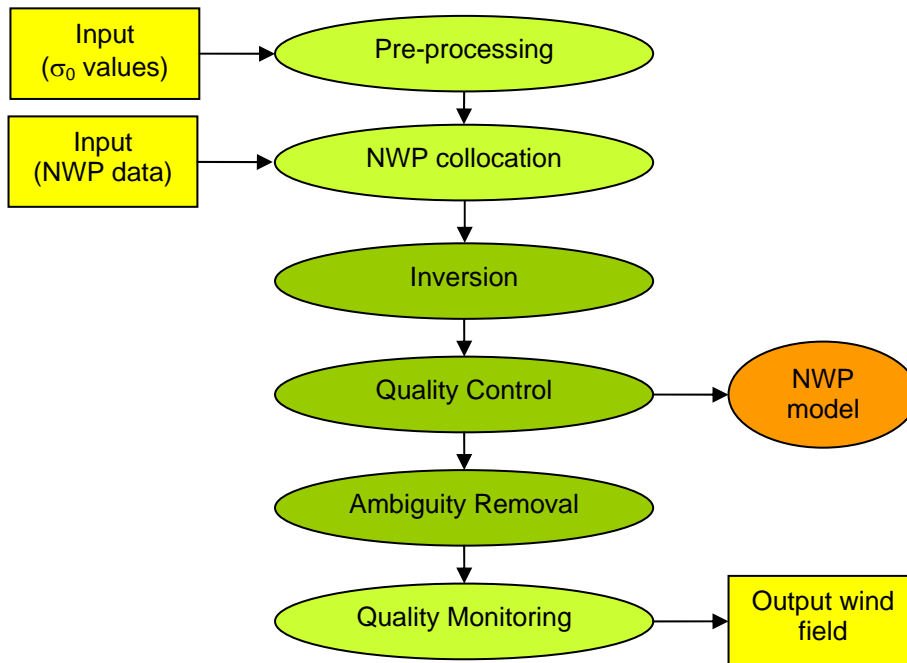 Input
(σ₀ values)
Pre-processing
Input
(NWP data)
NWP collocation
Inversion
Quality Control
NWP
model
Ambiguity Removal
Quality Monitoring
Output wind
field